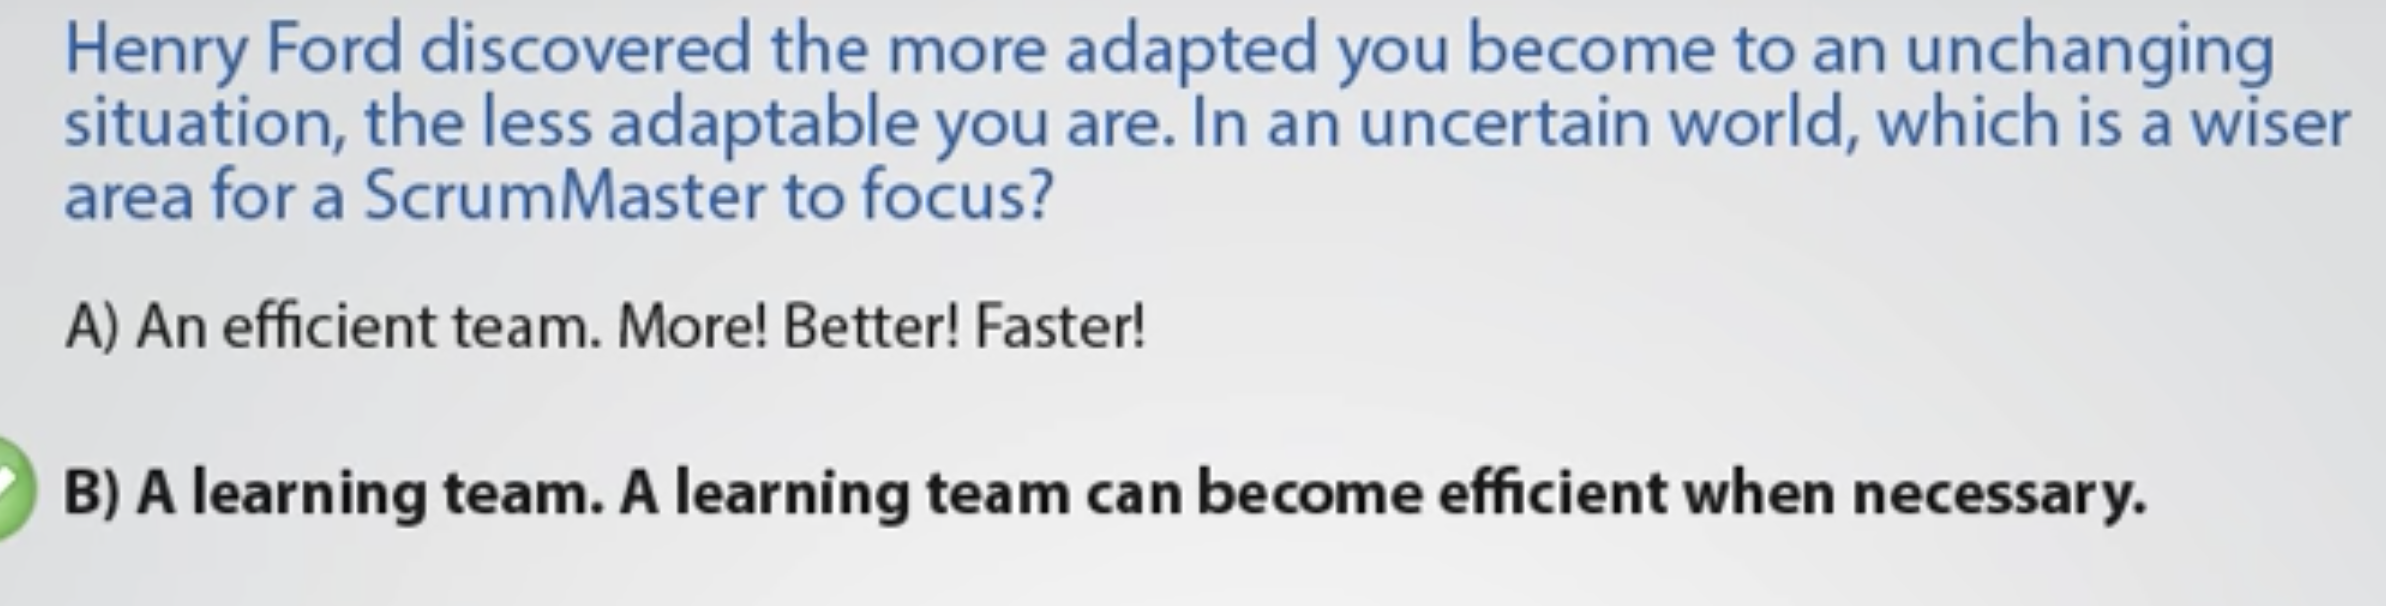 Henry Ford discovered the more adapted you become to an unchanging
situation, the less adaptable you are. In an uncertain world, which is a wiser
area for a ScrumMaster to focus?
A) An efficient team. More! Better! Faster!
B) A learning team. A learning team can become efficient when necessary.